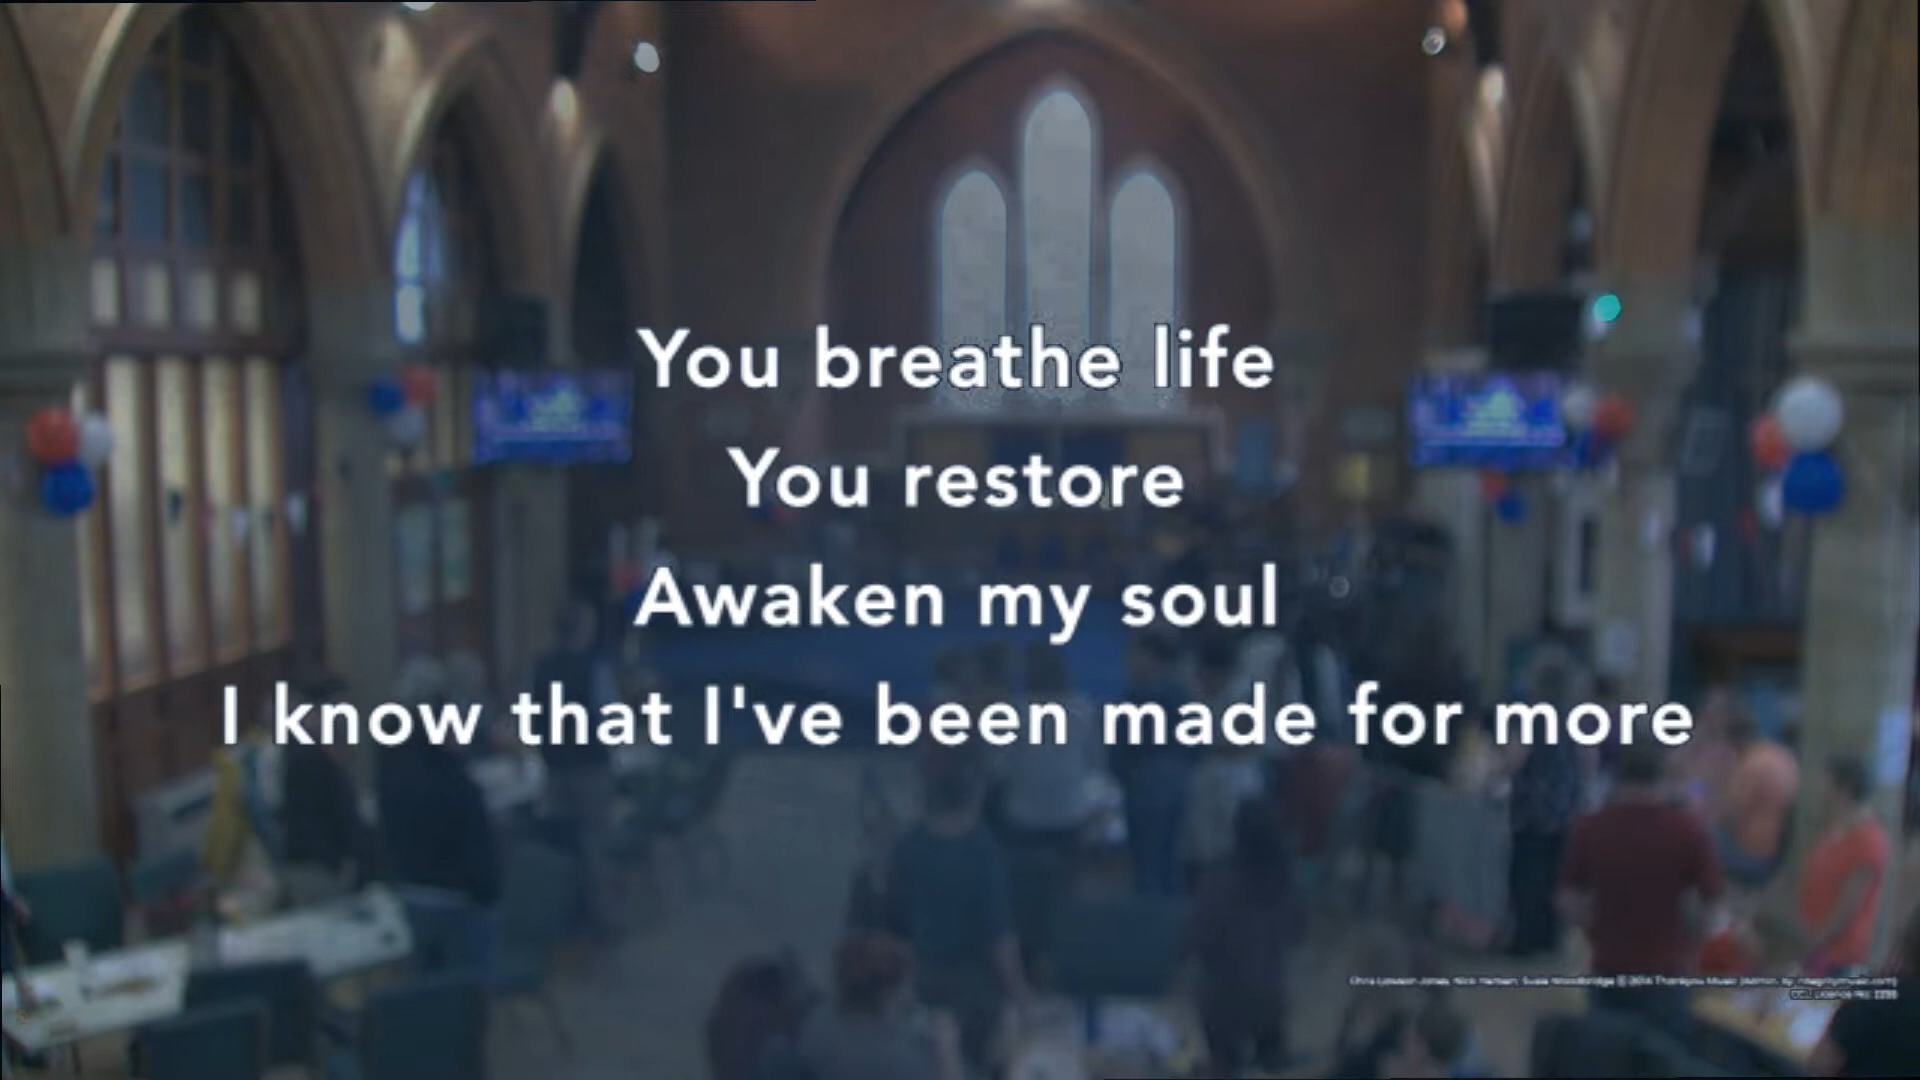 You breathe life
You restore
Awaken my soul
I know that I've been made for more